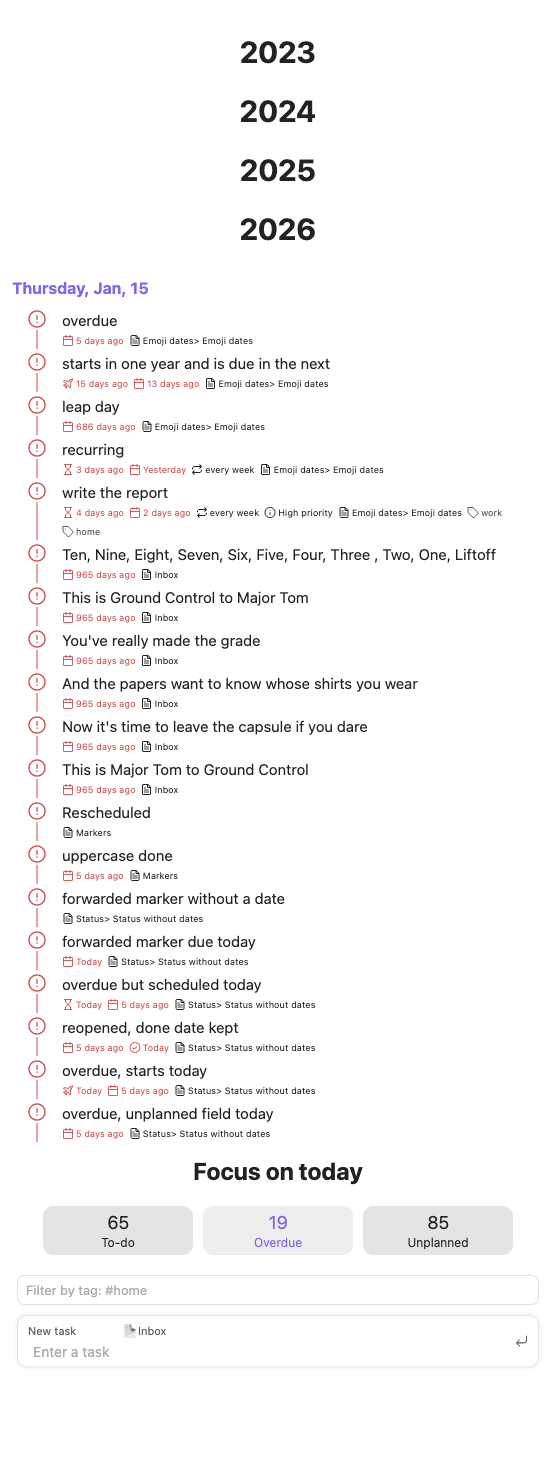 2023
2024
2025
2026
Thursday, Jan, 15
overdue
5 days ago Emoji dates> Emoji dates
starts in one year and is due in the next
15 days ago 13 days ago Emoji dates> Emoji dates
leap day
686 days ago Emoji dates> Emoji dates
recurring
3 days ago Yesterday every week Emoji dates> Emoji dates
write the report
4 days ago 2 days ago every week High priority Emoji dates> Emoji dates work
home
Ten, Nine, Eight, Seven, Six, Five, Four, Three , Two, One, Liftoff
965 days ago Inbox
This is Ground Control to Major Tom
965 days ago Inbox
You've really made the grade
965 days ago Inbox
And the papers want to know whose shirts you wear
965 days ago Inbox
Now it's time to leave the capsule if you dare
965 days ago Inbox
This is Major Tom to Ground Control
965 days ago Inbox
Rescheduled
Markers
uppercase done
5 days ago Markers
forwarded marker without a date
Status> Status without dates
forwarded marker due today
Today Status> Status without dates
overdue but scheduled today
Today 5 days ago Status> Status without dates
reopened, done date kept
5 days ago Today Status> Status without dates
overdue, starts today
Today 5 days ago Status> Status without dates
overdue, unplanned field today
5 days ago Status> Status without dates
Focus on today
65 19 85
To-do Overdue Unplanned
Filter by tag: #home
New task Inbox
Enter a task